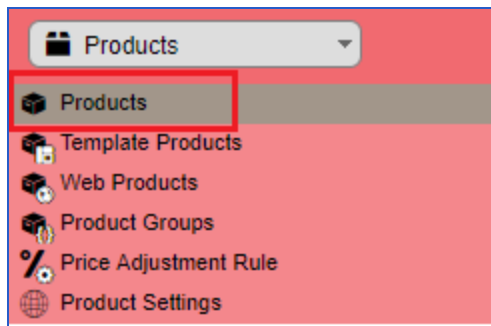 Products
Products
Template Products
Web Products
Product Groups
Price Adjustment Rule
Product Settings